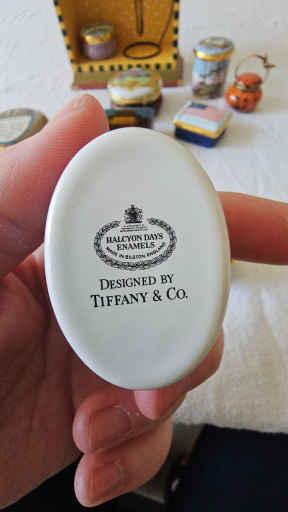 HALCYON DAYS
ENAMELS
MADE IN BILSTON ENGLAND
DESIGNED BY
TIFFANY & CO.